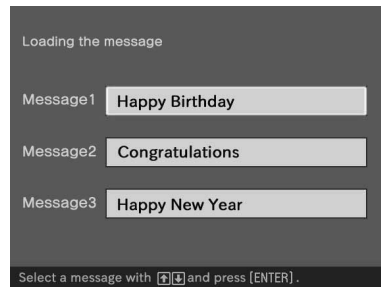 Loading the message
Message1 Happy Birthday
Message2 Congratulations
Message3 Happy New Year
Select a message with ↑↓ and press [ENTER].